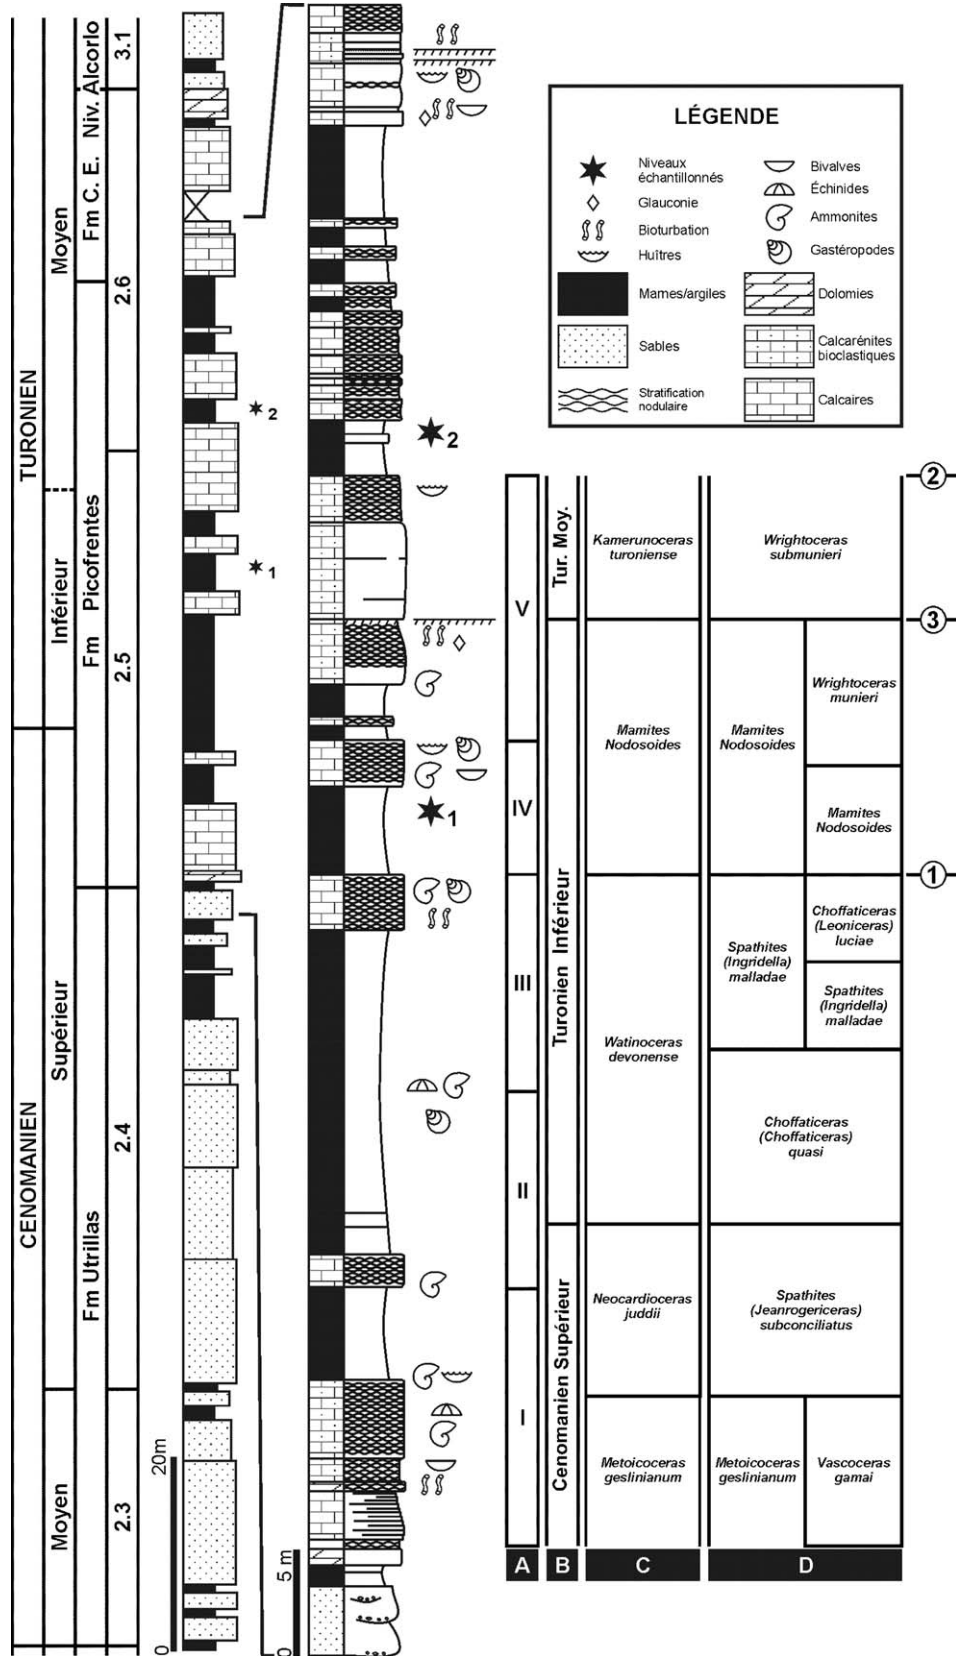 TURONIEN
CENOMANIEN
Moyen
Inférieur
Supérieur
Moyen
Fm C. E. Niv. Alcorlo
Fm Picofrentes
Fm Utrillas
3.1
2.6
2.5
2.4
2.3
2
1
20m
0
5 m
0
2
1
LÉGENDE
Niveaux
échantillonnés
Glauconie
Bioturbation
Huîtres
Marnes/argiles
Sables
Stratification
nodulaire
Bivalves
Échinides
Ammonites
Gastéropodes
Dolomies
Calcarénites
bioclastiques
Calcaires
V
IV
III
II
I
A
Tur. Moy.
Turonien Inférieur
Cenomanien Supérieur
B
Kamerunoceras
turoniense
Mamites
Nodosoides
Watinoceras
devonense
Neocardioceras
juddii
Metoicoceras
geslinianum
C
Wrightoceras
submunieri
Mamites
Nodosoides
Wrightoceras
munieri
Mamites
Nodosoides
Spathites
(Ingridella)
malladae
Choffaticeras
(Leoniceras)
luciae
Spathites
(Ingridella)
malladae
Choffaticeras
(Choffaticeras)
quasi
Spathites
(Jeanrogericeras)
subconciliatus
Metoicoceras
geslinianum
Vascoceras
gamai
D
2
3
1